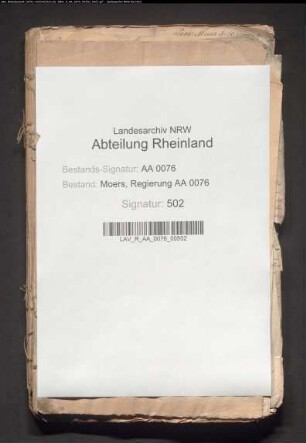 Landesarchiv NRW
Abteilung Rheinland
Bestands-Signatur: AA 0076
Bestand: Moers, Regierung AA 0076
Signatur: 502
LAV_R_AA_0076_00502